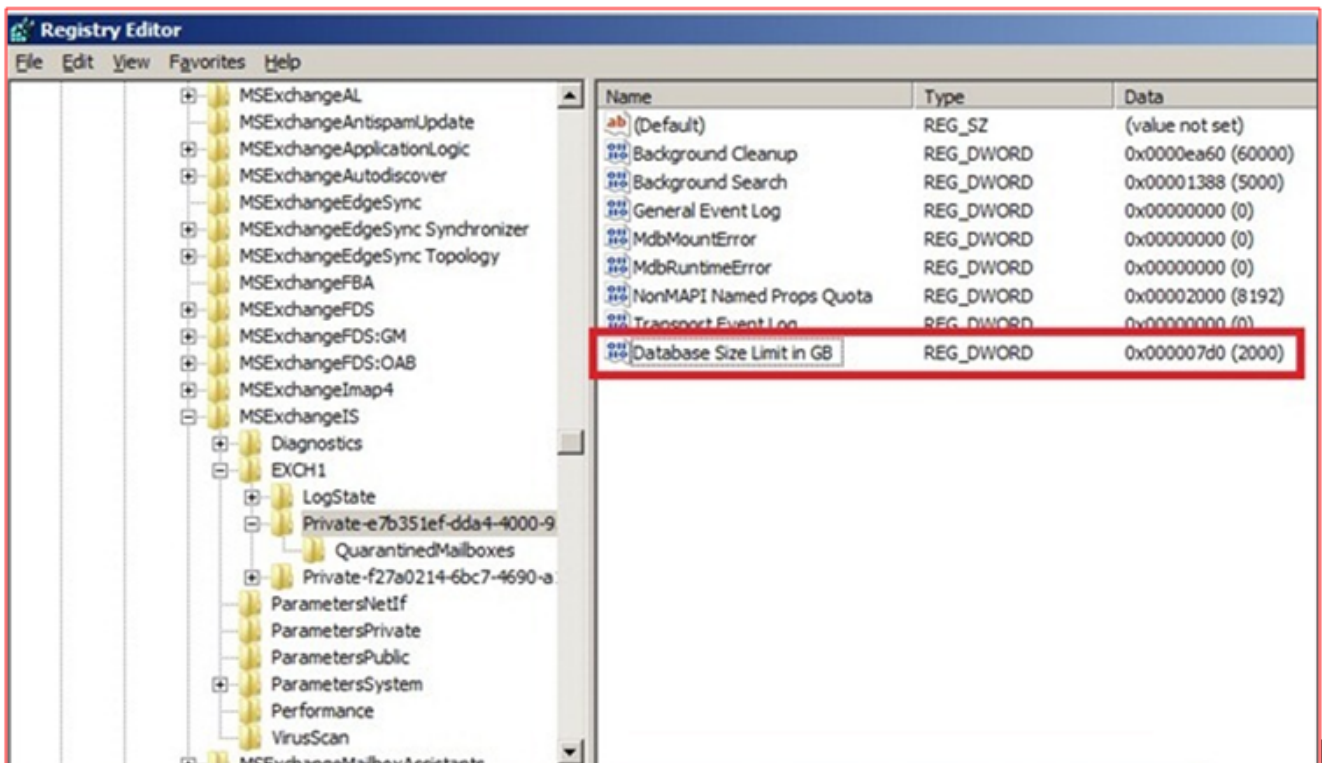 Registry Editor
File Edit View Favorites Help
MSExchangeAL
MSExchangeAntispamUpdate
MSExchangeApplicationLogic
MSExchangeAutodiscover
MSExchangeEdgeSync
MSExchangeEdgeSync Synchronizer
MSExchangeEdgeSync Topology
MSExchangeFBA
MSExchangeFDS
MSExchangeFDS:GM
MSExchangeFDS:OAB
MSExchangeImap4
MSExchangeIS
Diagnostics
EXCH1
LogState
Private-e7b351ef-dda4-4000-9
QuarantinedMailboxes
Private-f27a0214-6bc7-4690-a
ParametersNetIf
ParametersPrivate
ParametersPublic
ParametersSystem
Performance
VirusScan
MSExchangeMailboxAssistants
Name Type Data
(Default) REG_SZ (value not set)
Background Cleanup REG_DWORD 0x0000ea60 (60000)
Background Search REG_DWORD 0x00001388 (5000)
General Event Log REG_DWORD 0x00000000 (0)
MdbMountError REG_DWORD 0x00000000 (0)
MdbRuntimeError REG_DWORD 0x00000000 (0)
NonMAPI Named Props Quota REG_DWORD 0x00002000 (8192)
Transport Event Log REG_DWORD 0x00000000 (0)
Database Size Limit in GB REG_DWORD 0x000007d0 (2000)